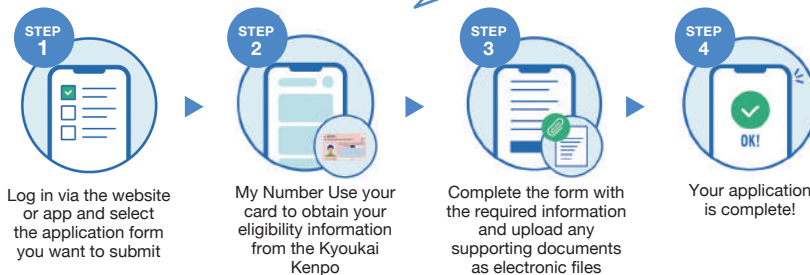 STEP
1
STEP
2
STEP
3
STEP
4
OK!
Log in via the website
or app and select
the application form
you want to submit
My Number Use your
card to obtain your
eligibility information
from the Kyoukai
Kenpo
Complete the form with
the required information
and upload any
supporting documents
as electronic files
Your application
is complete!